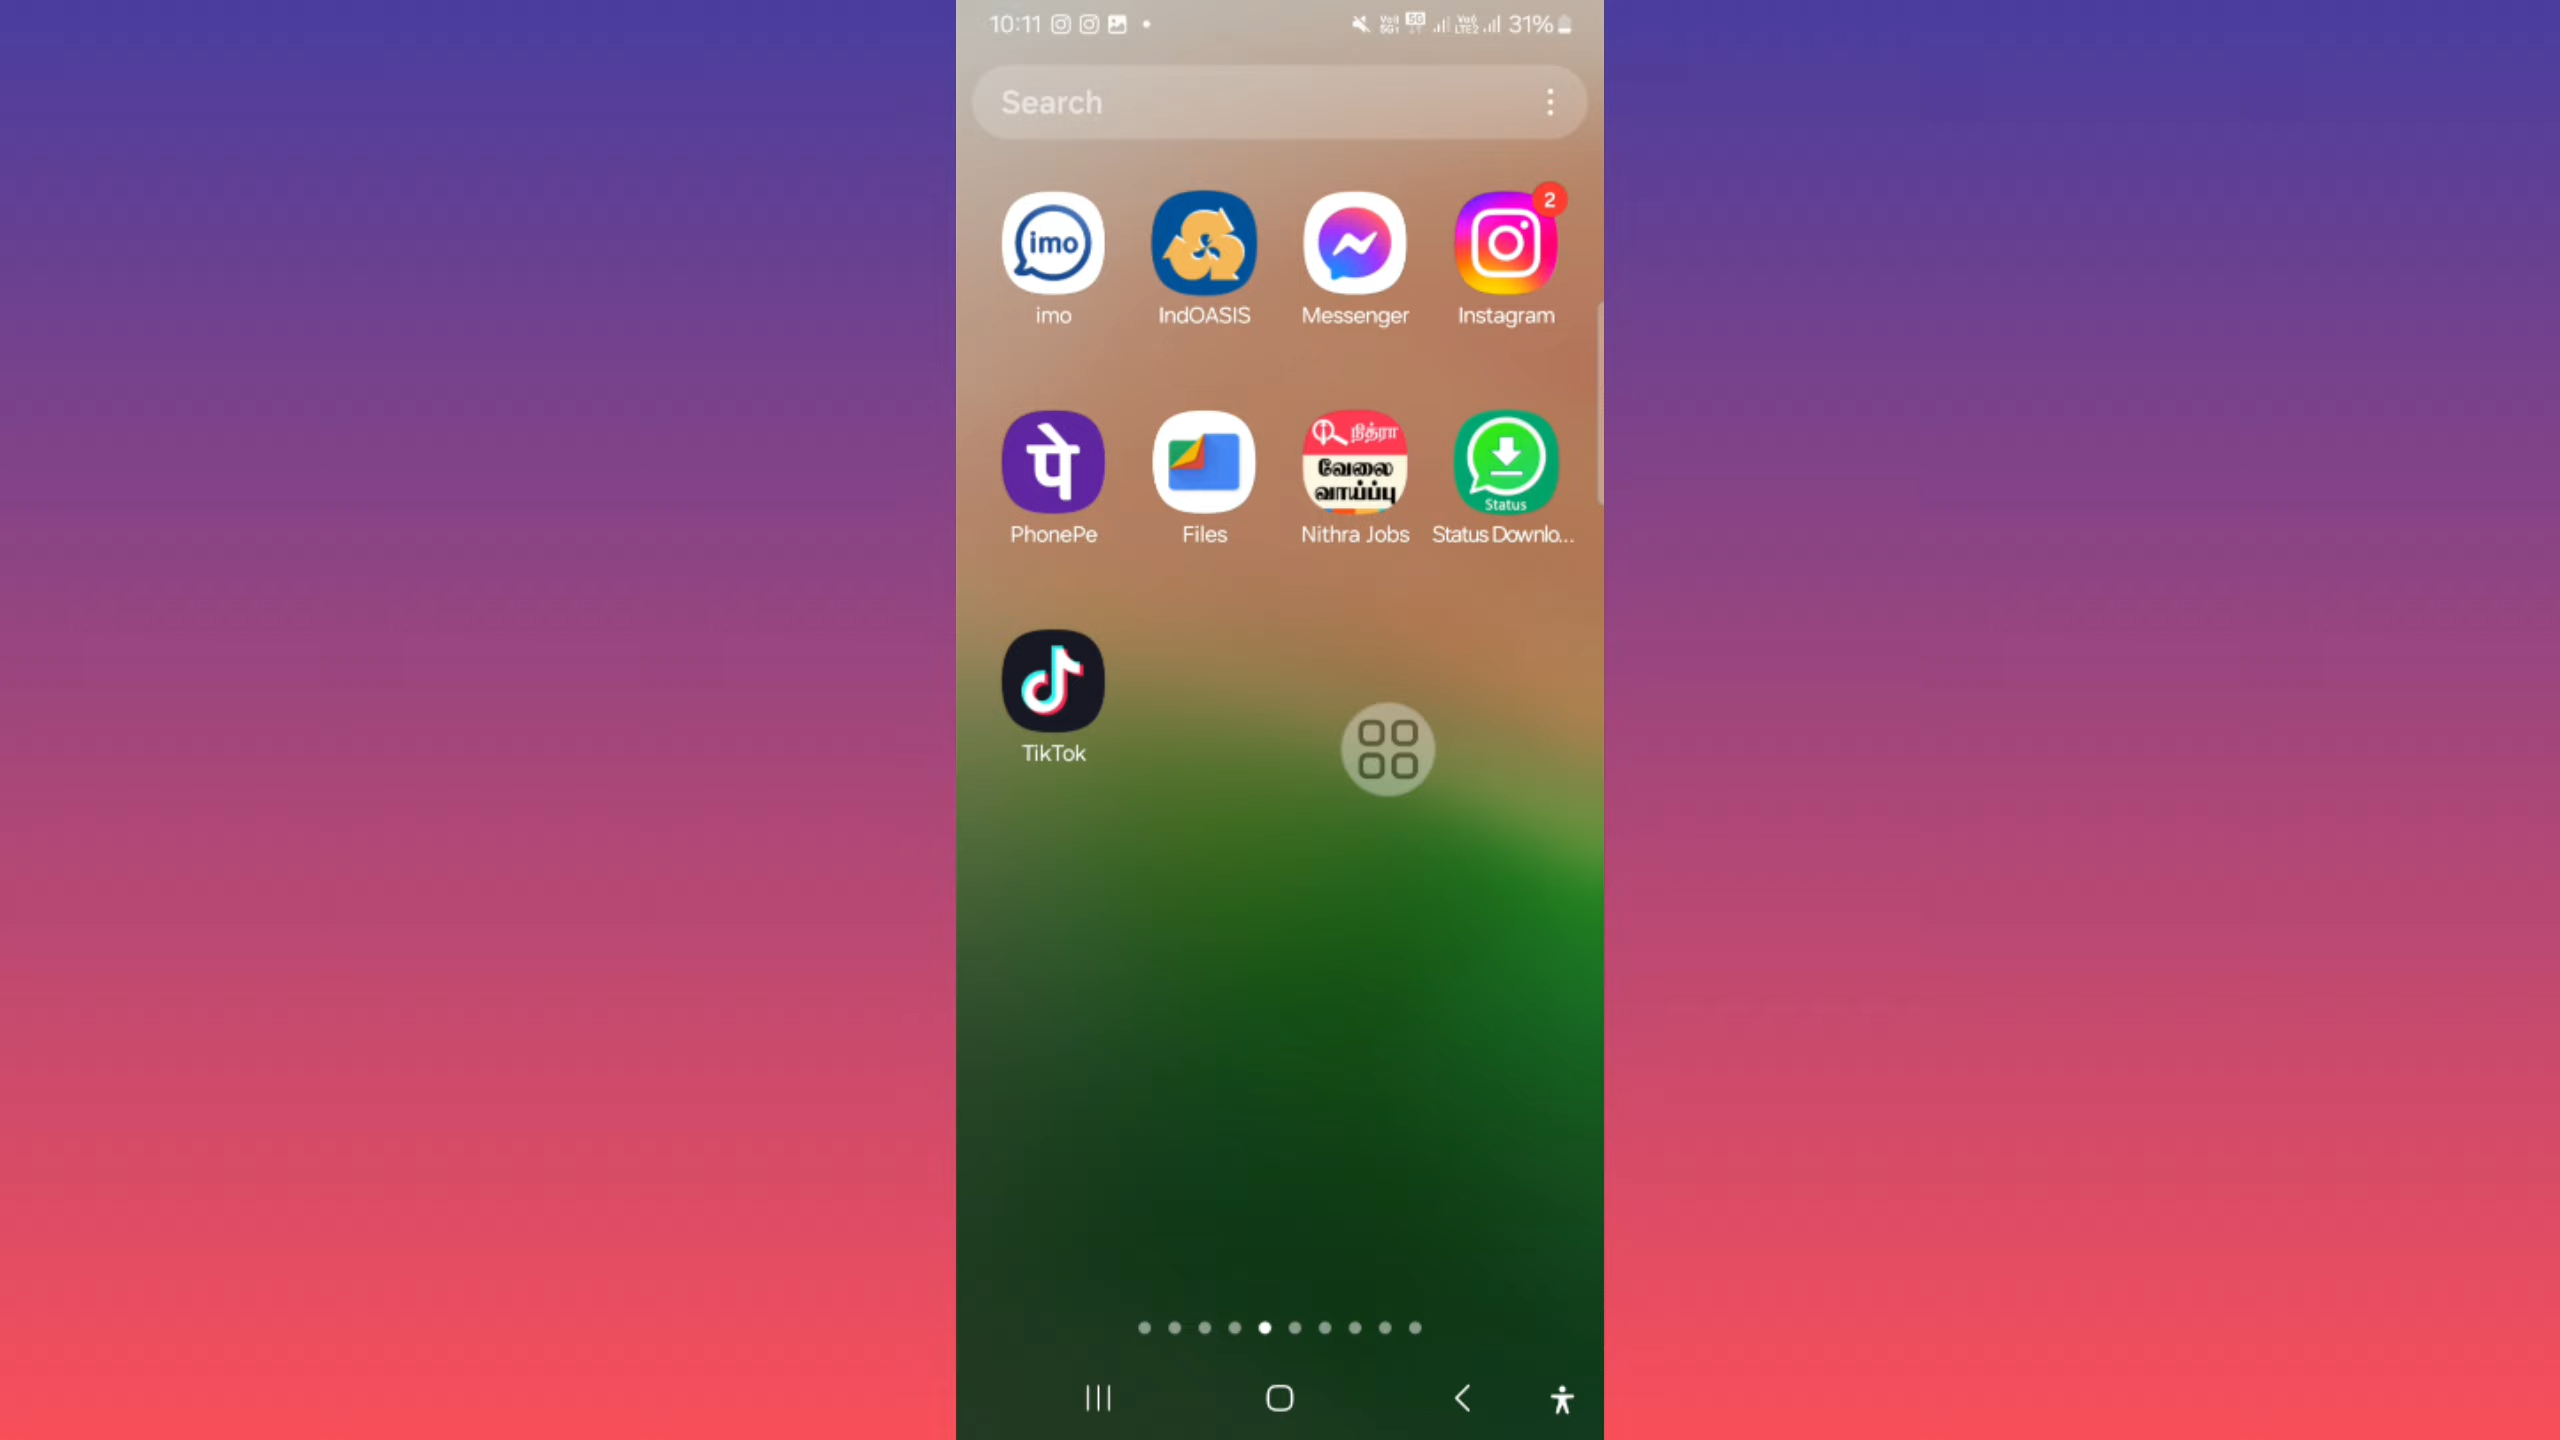 10:11
31%
Search
2
imo
imo
IndOASIS
Messenger
Instagram
पे
நித்ரா
வேலை
வாய்ப்பு
Status
PhonePe
Files
Nithra Jobs
Status Downlo...
TikTok